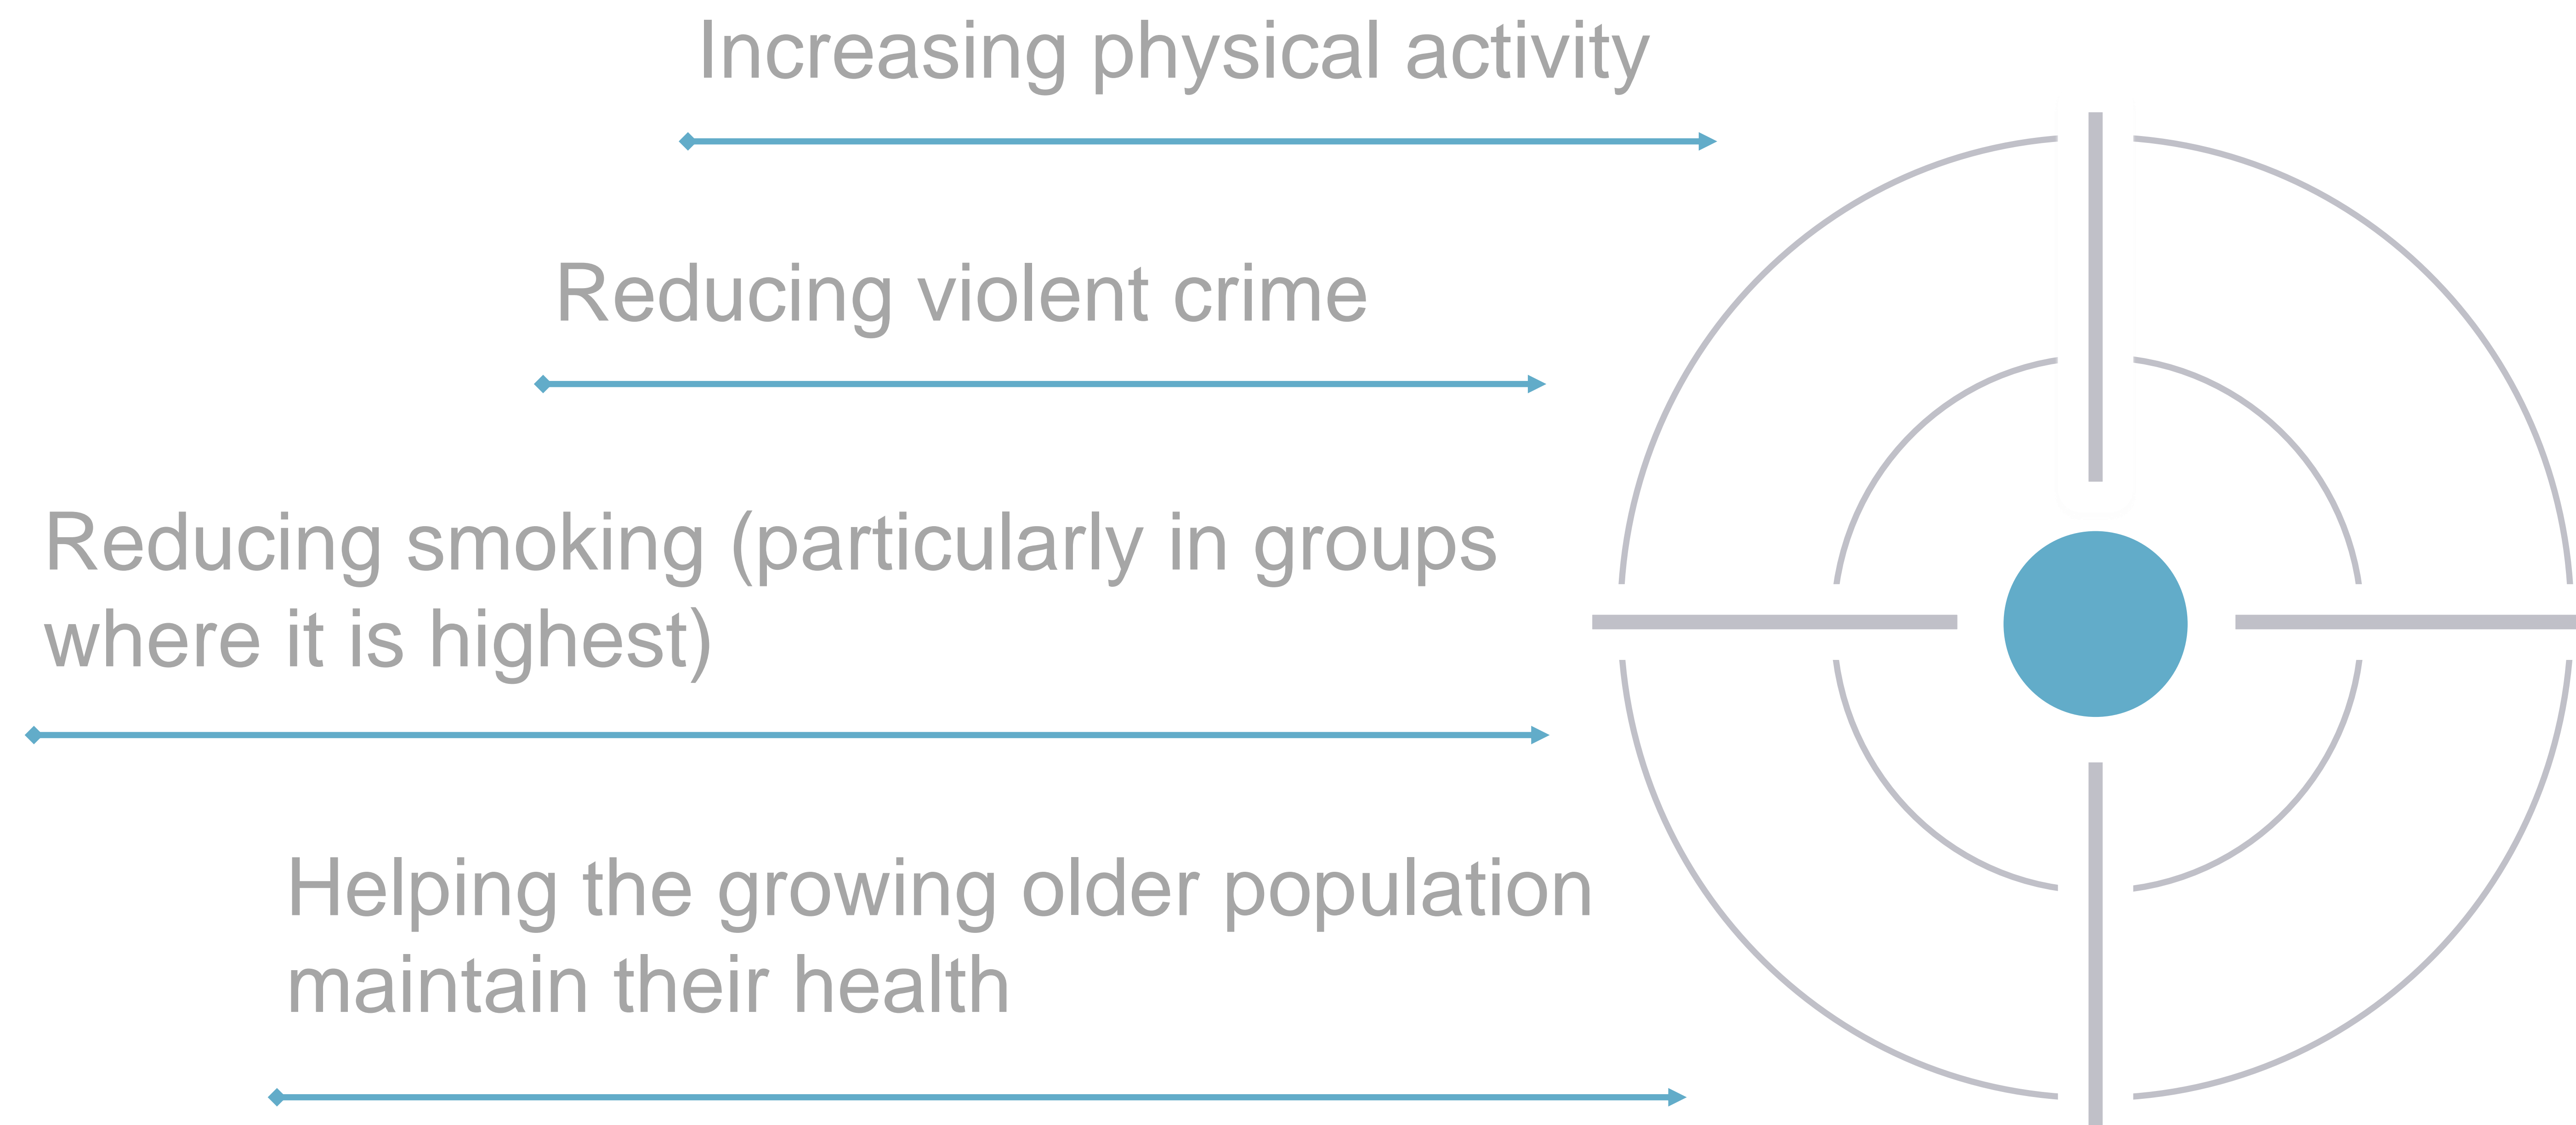 Increasing physical activity
Reducing violent crime
Reducing smoking (particularly in groups
where it is highest)
Helping the growing older population
maintain their health